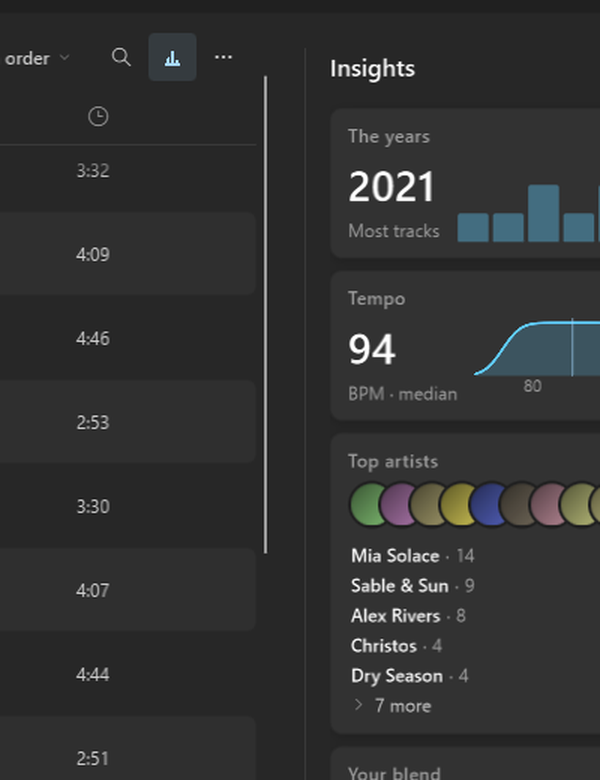 order
3:32
4:09
4:46
2:53
3:30
4:07
4:44
2:51
Insights
The years
2021
Most tracks
Tempo
94
BPM · median
80
Top artists
Mia Solace · 14
Sable & Sun · 9
Alex Rivers · 8
Christos · 4
Dry Season · 4
7 more
Your blend